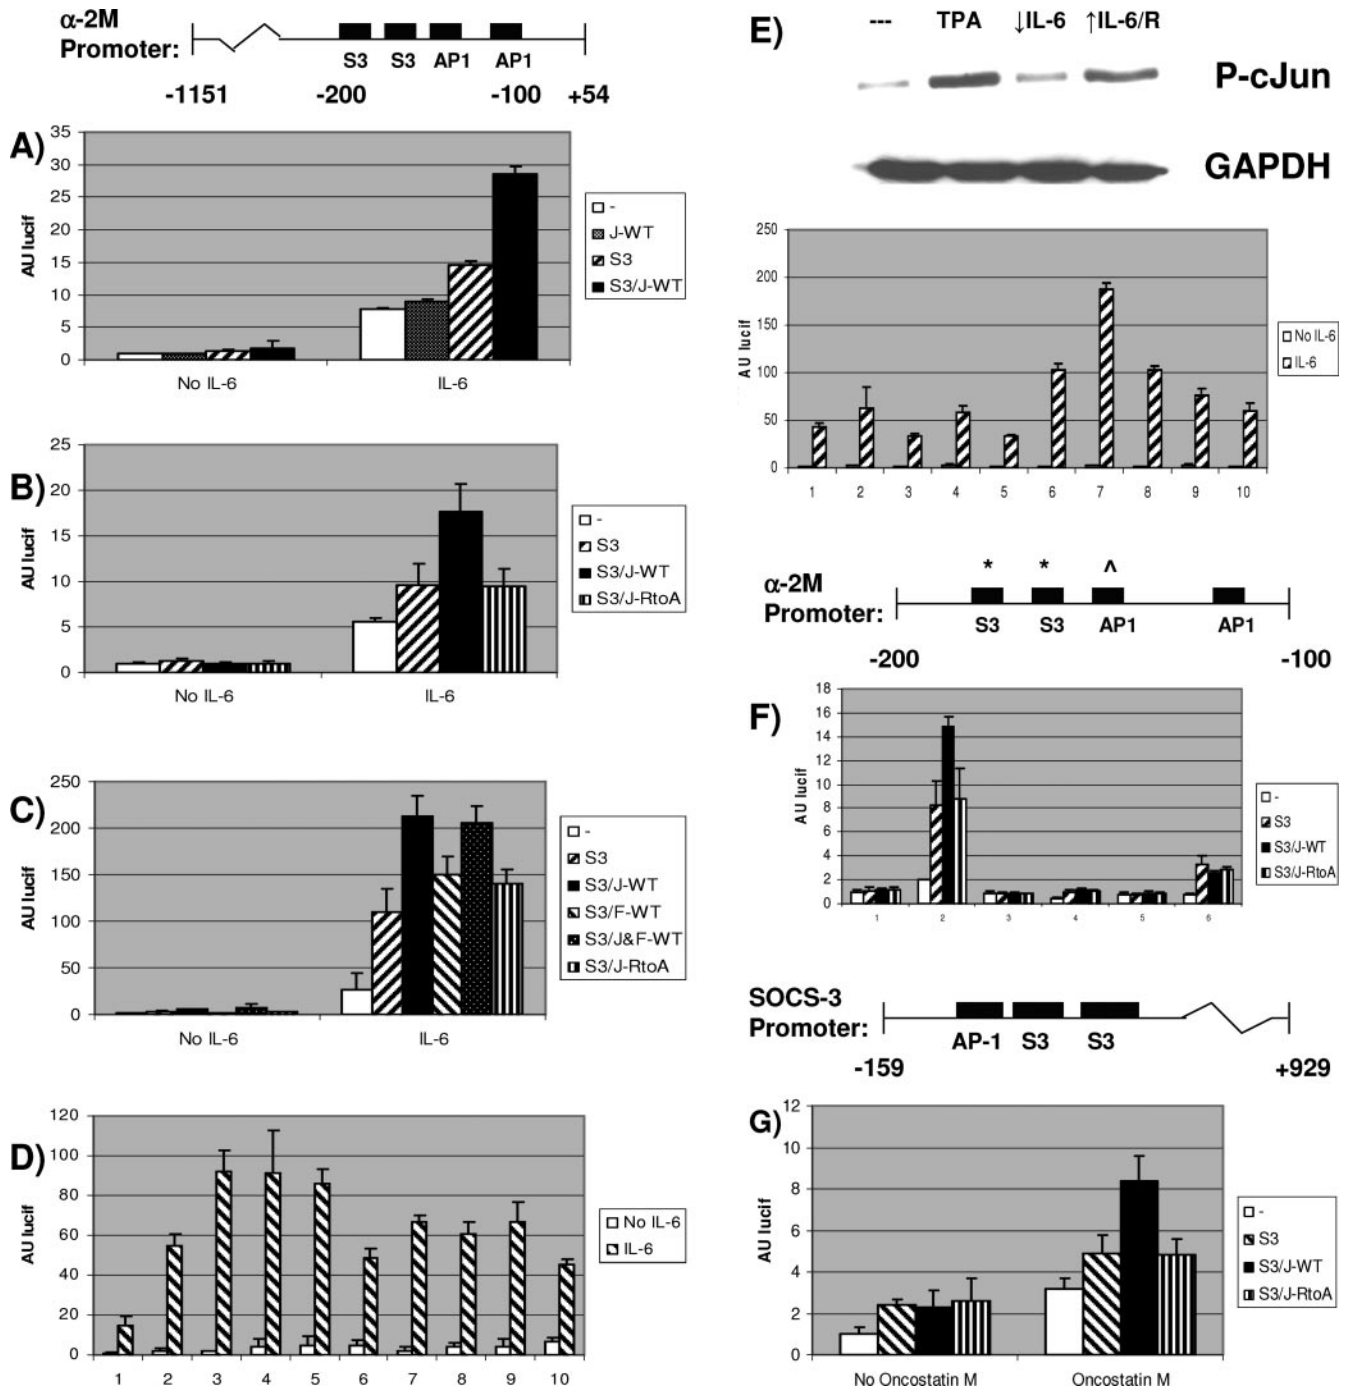 α-2M
Promoter:
S3 S3 AP1 AP1
-1151 -200 -100 +54
A)
35
30
25
20
15
10
5
0
AU lucif
No IL-6 IL-6
-
J-WT
S3
S3/J-WT
B)
25
20
15
10
5
0
AU lucif
No IL-6 IL-6
-
S3
S3/J-WT
S3/J-RtoA
C)
250
200
150
100
50
0
AU lucif
No IL-6 IL-6
-
S3
S3/J-WT
S3/F-WT
S3/J&F-WT
S3/J-RtoA
D)
120
100
80
60
40
20
0
AU lucif
1 2 3 4 5 6 7 8 9 10
No IL-6
IL-6
E)
--- TPA ↓IL-6 ↑IL-6/R
P-cJun
GAPDH
250
200
150
100
50
0
AU lucif
1 2 3 4 5 6 7 8 9 10
No IL-6
IL-6
* * ^
α-2M
Promoter:
S3 S3 AP1 AP1
-200 -100
F)
18
16
14
12
10
8
6
4
2
0
AU lucif
1 2 3 4 5 6
-
S3
S3/J-WT
S3/J-RtoA
SOCS-3
Promoter:
AP-1 S3 S3
-159 +929
G)
12
10
8
6
4
2
0
AU lucif
No Oncostatin M Oncostatin M
-
S3
S3/J-WT
S3/J-RtoA